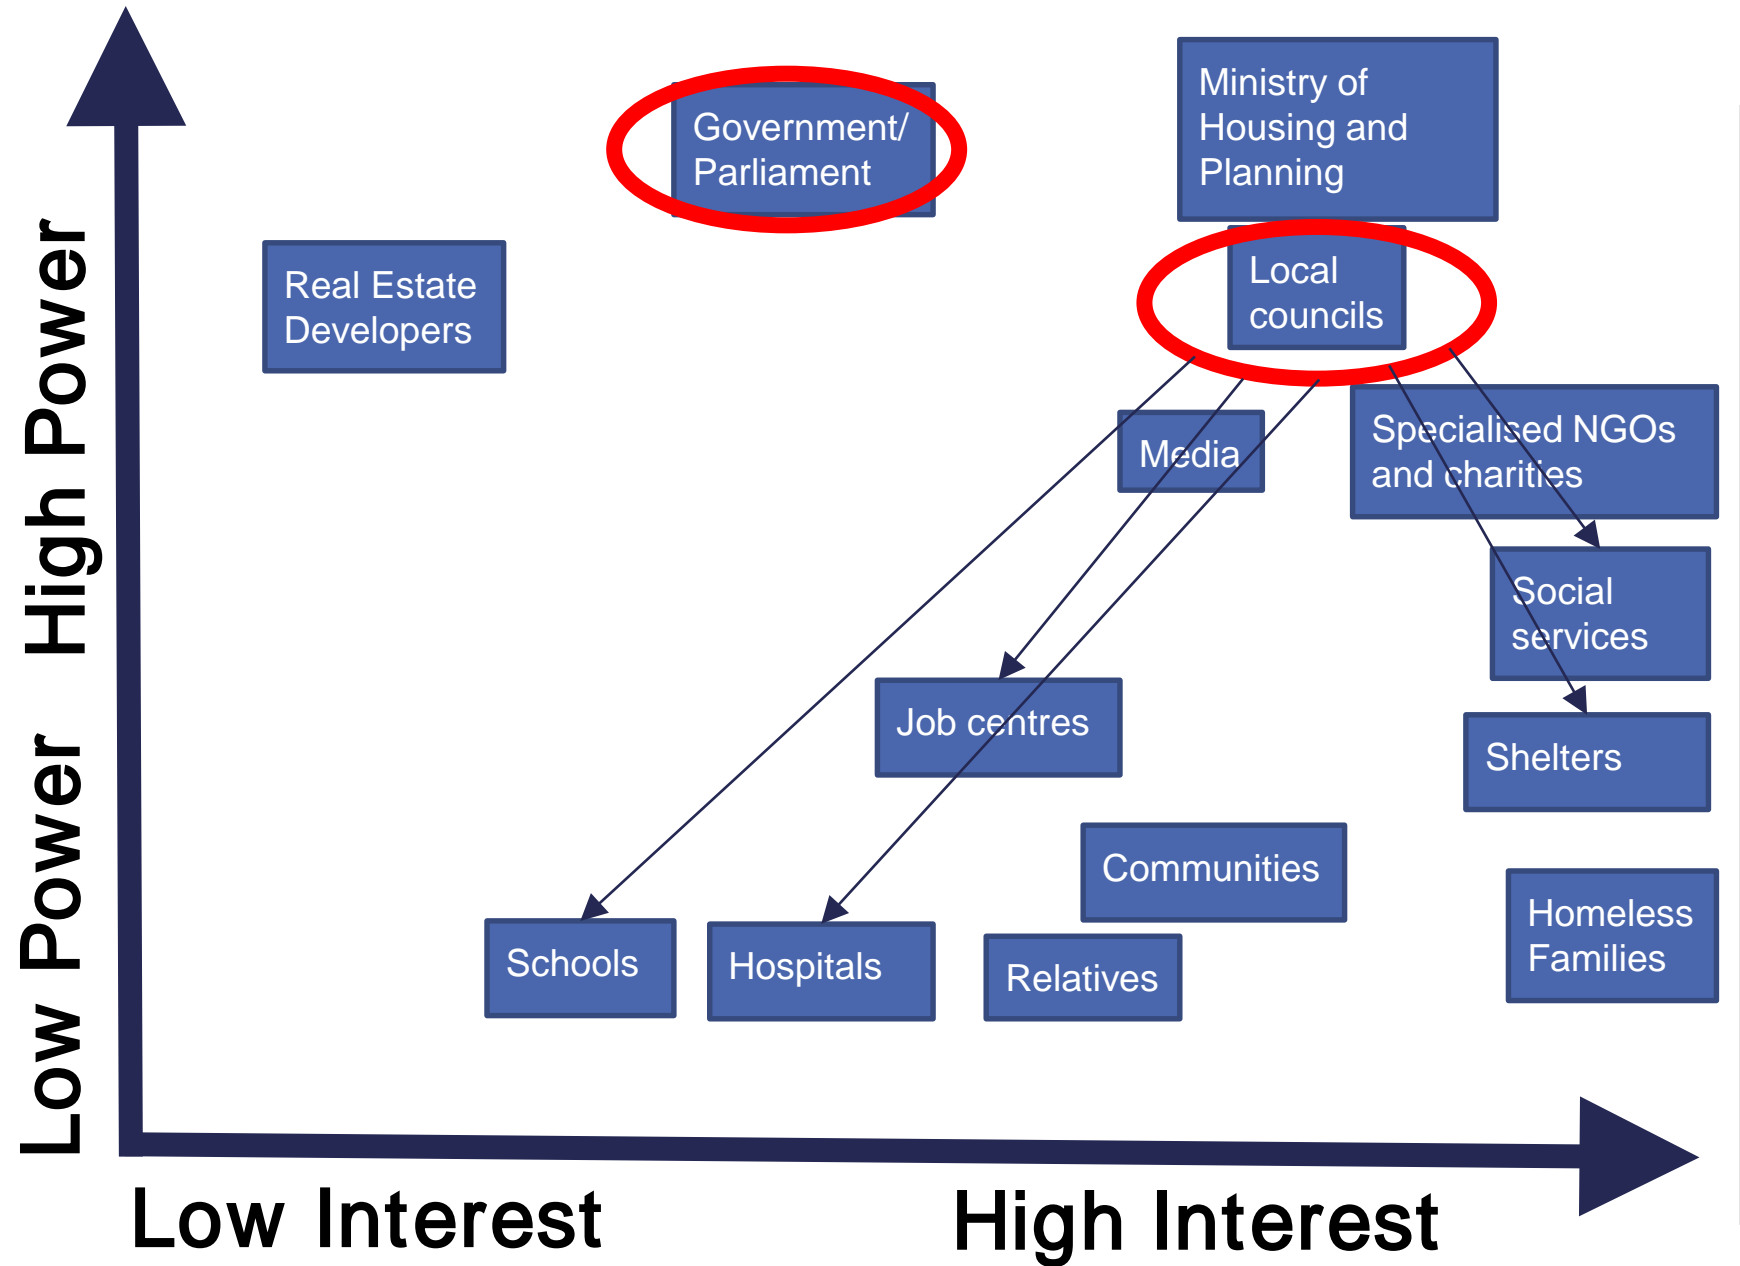 Government/
Parliament
Ministry of
Housing and
Planning
Real Estate
Developers
Local
councils
Media
Specialised NGOs
and charities
Social
services
Job centres
Shelters
Communities
Homeless
Families
Schools
Hospitals
Relatives
High Power
Low Power
Low Interest
High Interest